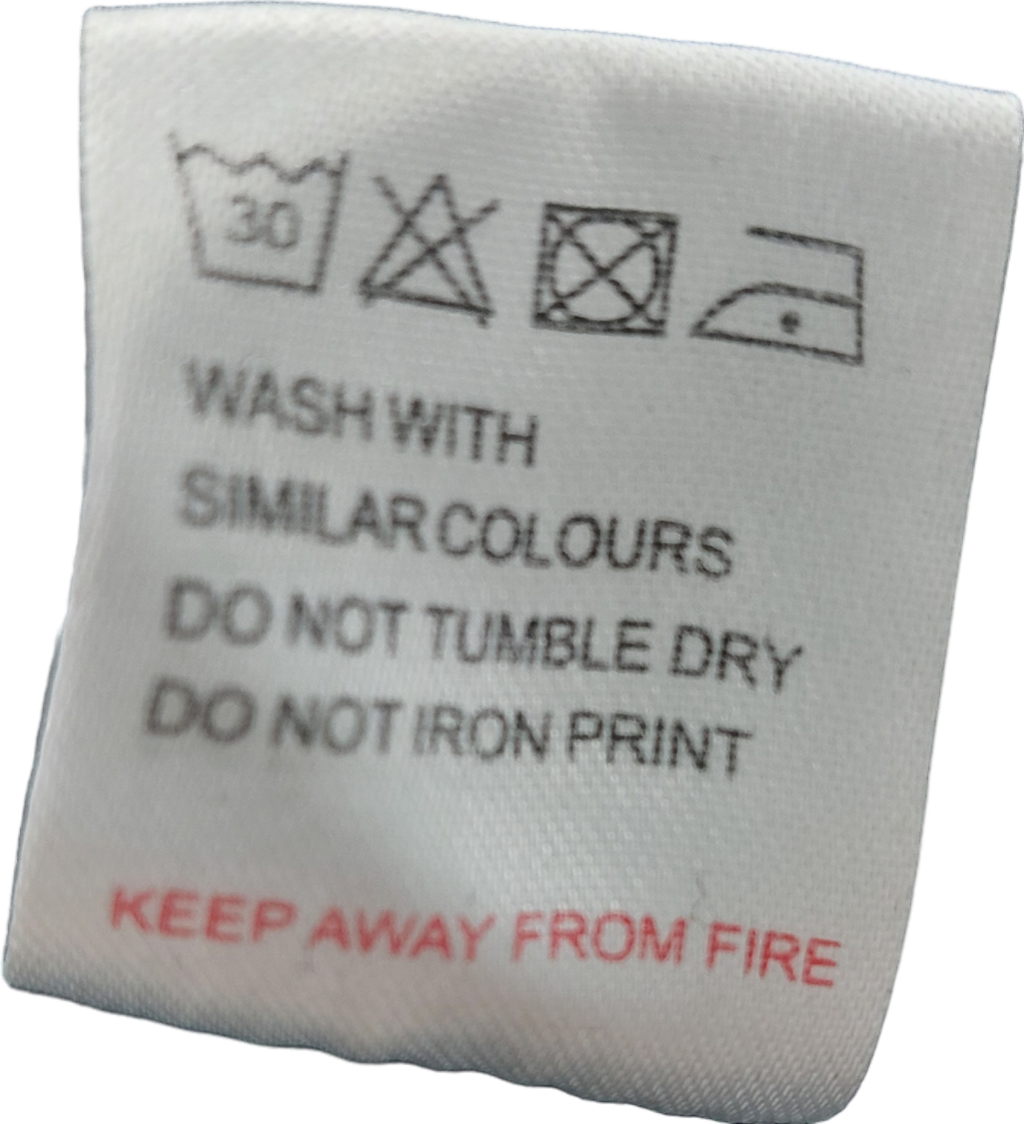 30
WASH WITH
SIMILAR COLOURS
DO NOT TUMBLE DRY
DO NOT IRON PRINT
KEEP AWAY FROM FIRE